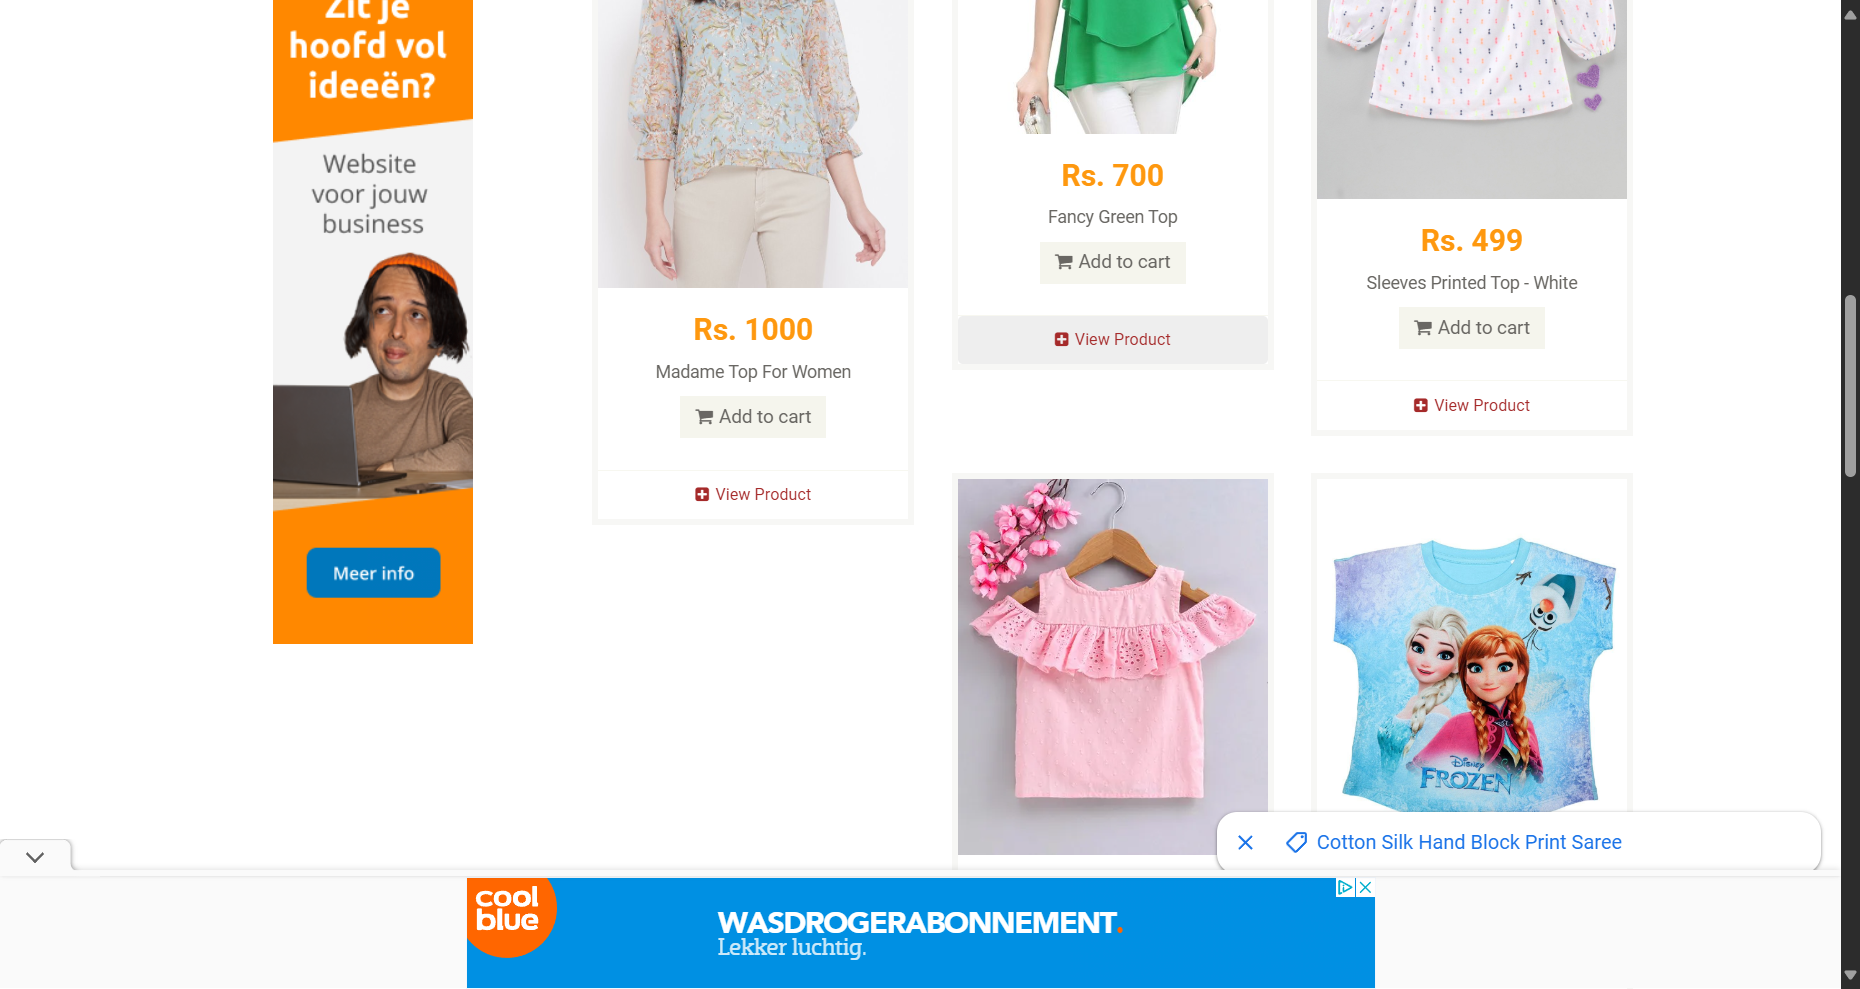 Zit je
hoofd vol
ideeën?
Website
voor jouw
business
Meer info
Rs. 1000
Madame Top For Women
Add to cart
View Product
Rs. 700
Fancy Green Top
Add to cart
View Product
Rs. 499
Sleeves Printed Top - White
Add to cart
View Product
Disney
FROZEN
Cotton Silk Hand Block Print Saree
cool
blue
WASDROGERABONNEMENT.
Lekker luchtig.